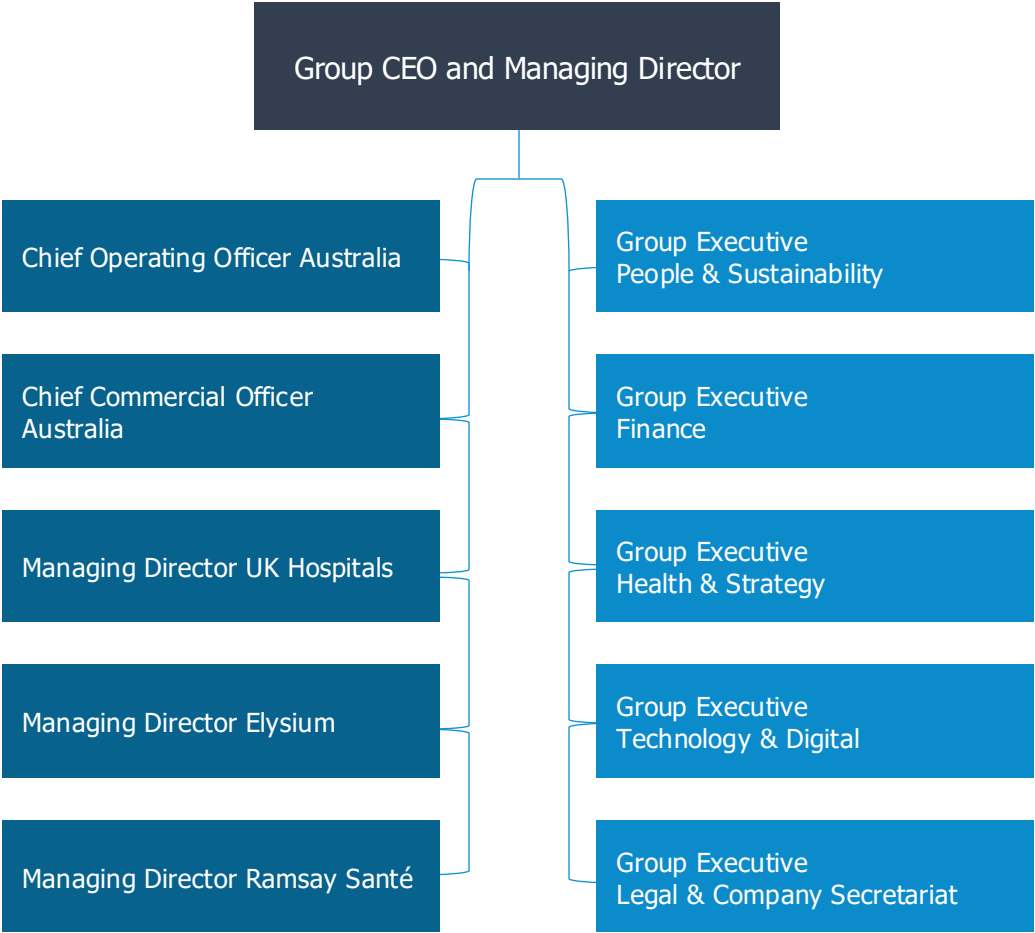 Group CEO and Managing Director
Chief Operating Officer Australia
Chief Commercial Officer
Australia
Managing Director UK Hospitals
Managing Director Elysium
Managing Director Ramsay Santé
Group Executive
People & Sustainability
Group Executive
Finance
Group Executive
Health & Strategy
Group Executive
Technology & Digital
Group Executive
Legal & Company Secretariat